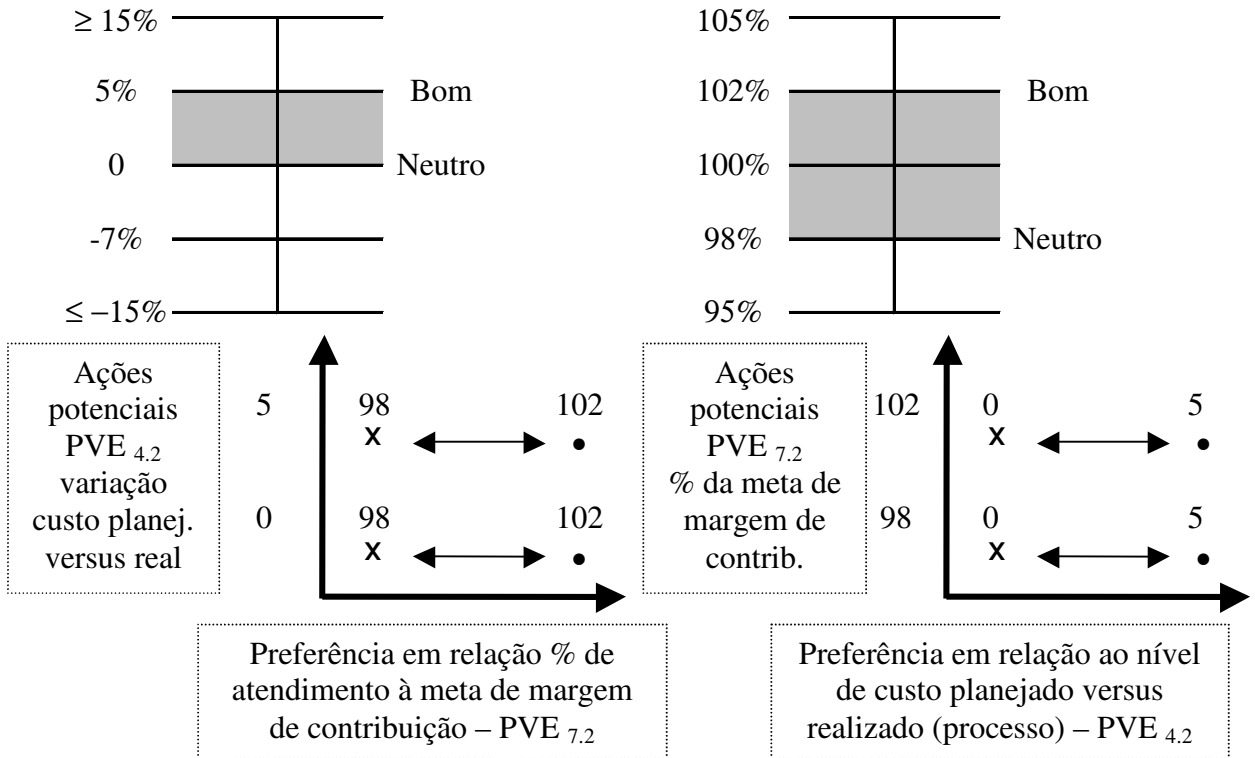 ≥ 15%
5% Bom
0 Neutro
-7%
≤ –15%
105%
102% Bom
100%
98% Neutro
95%
Ações
potenciais
PVE 4.2
variação
custo planej.
versus real
5 98 102
x
0 98 102
x
Preferência em relação % de
atendimento à meta de margem
de contribuição – PVE 7.2
Ações
potenciais
PVE 7.2
% da meta de
margem de
contrib.
102 0 5
x
98 0 5
x
Preferência em relação ao nível
de custo planejado versus
realizado (processo) – PVE 4.2